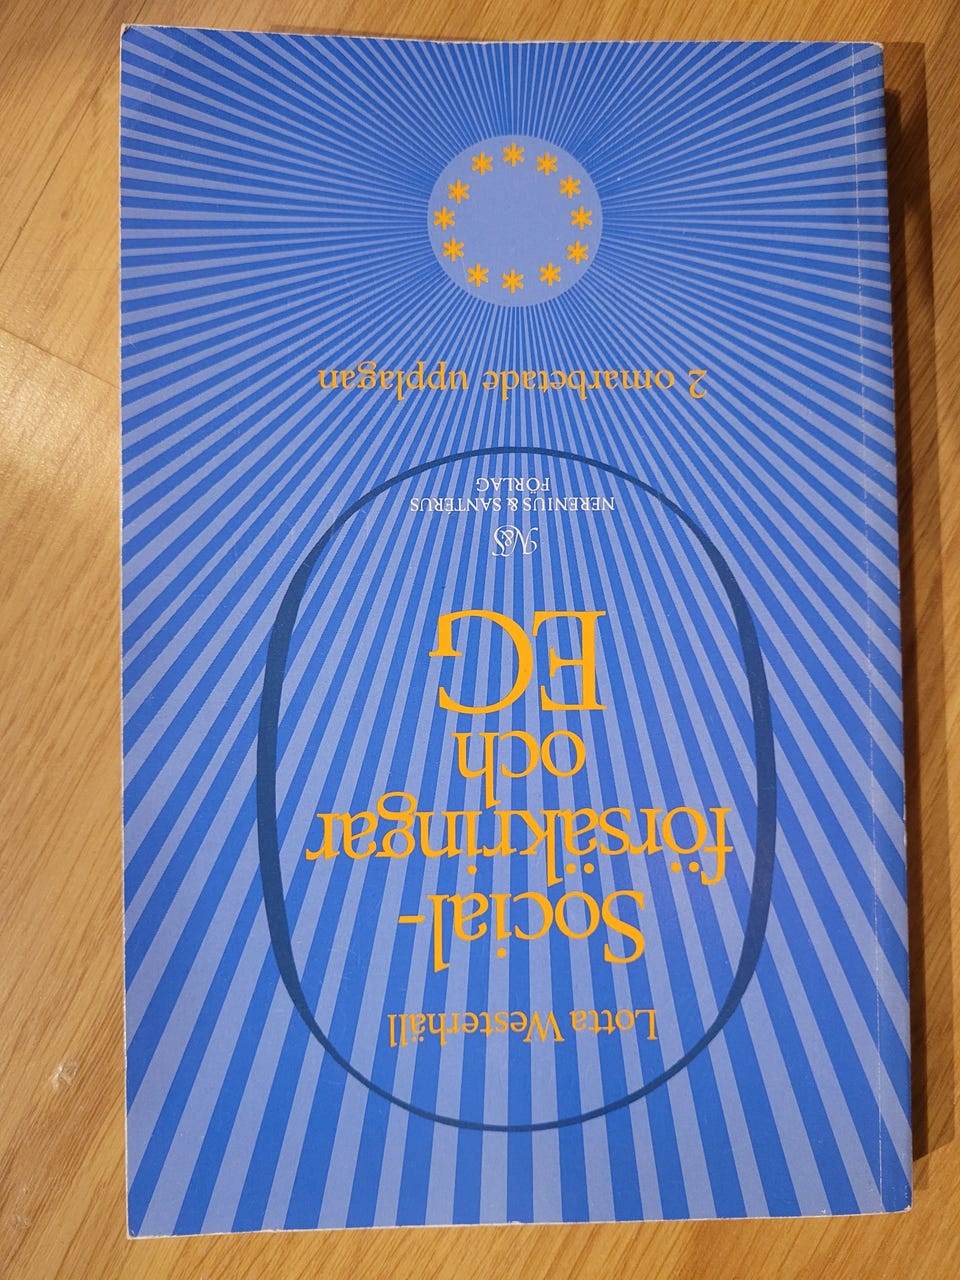 Lotta Westerhäll
Social-
försäkringar
och
EG
N&S
NERENIUS & SANTÉRUS
FÖRLAG
2 omarbetade upplagan